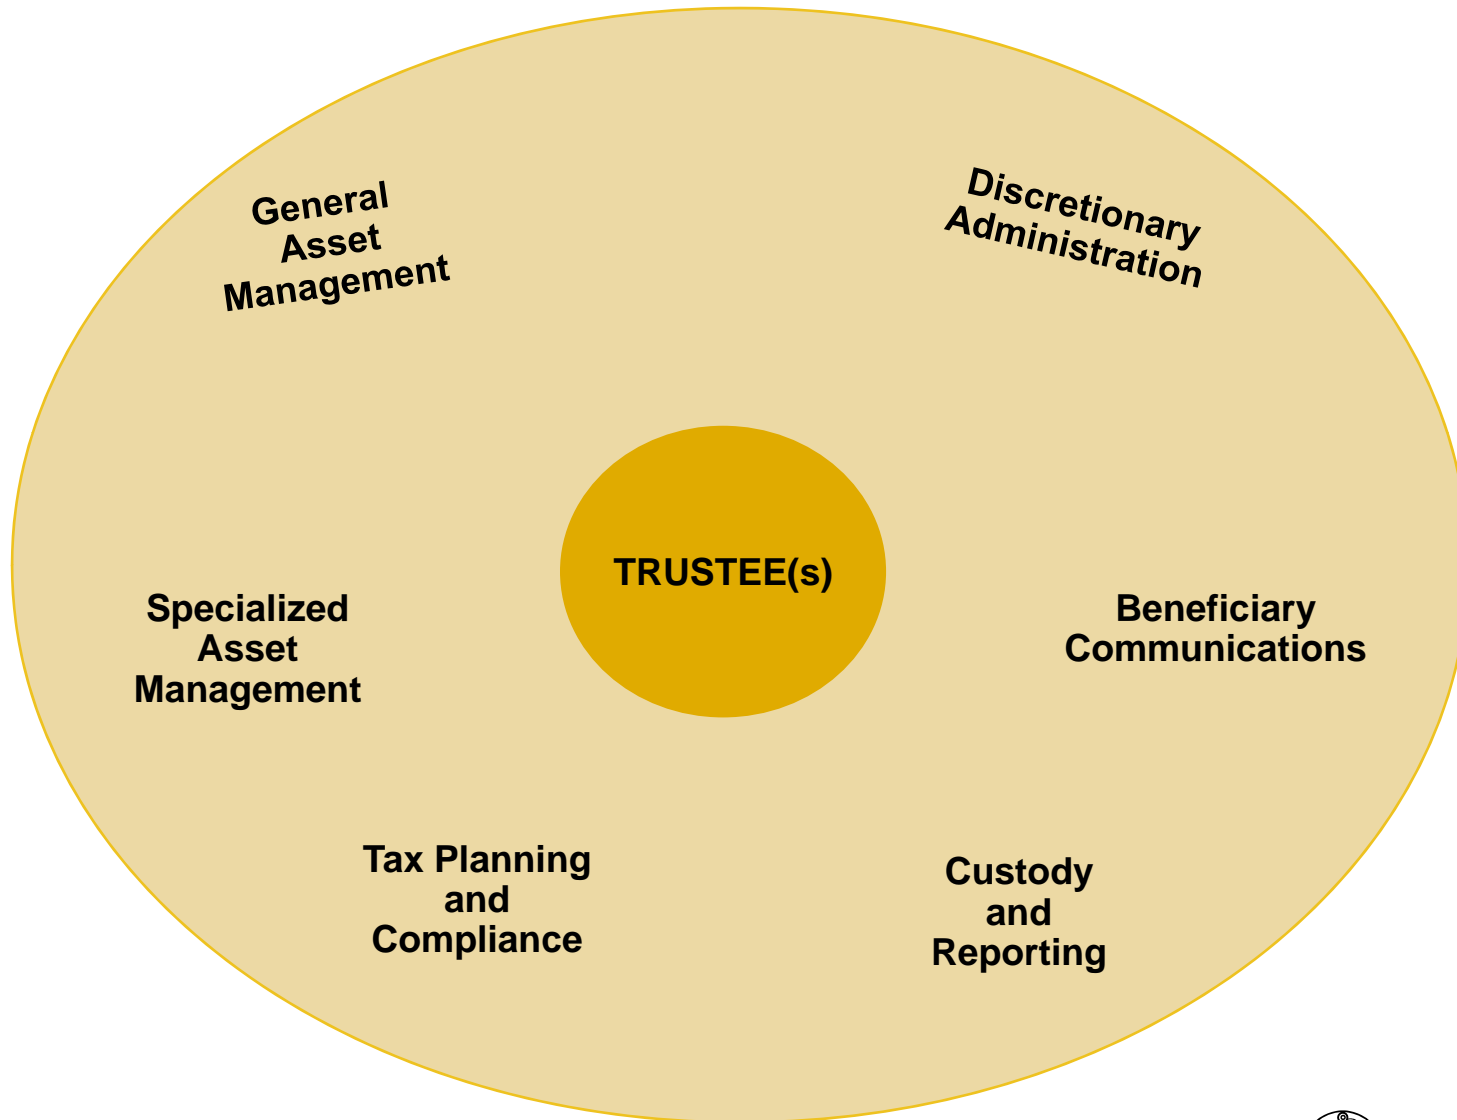 General
Asset
Management
Discretionary
Administration
TRUSTEE(s)
Specialized
Asset
Management
Beneficiary
Communications
Tax Planning
and
Compliance
Custody
and
Reporting